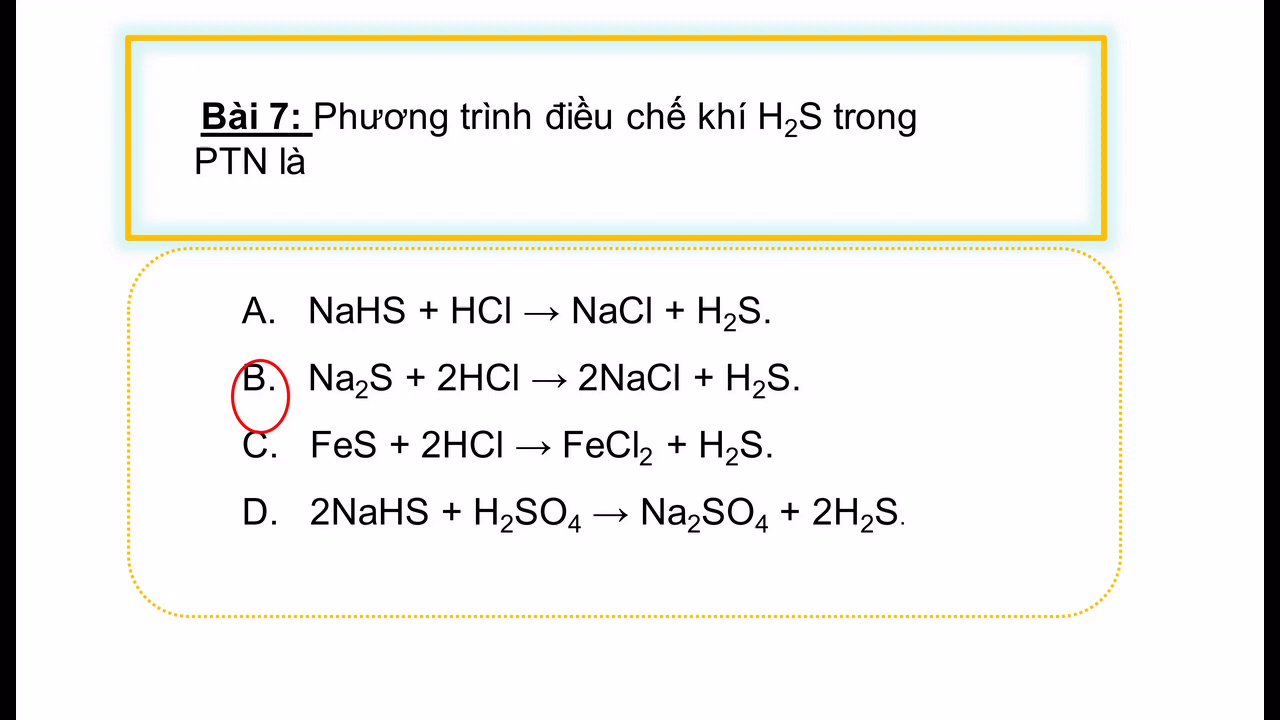 Bài 7: Phương trình điều chế khí H₂S trong
PTN là
A. NaHS + HCl → NaCl + H₂S.
B. Na₂S + 2HCl → 2NaCl + H₂S.
C. FeS + 2HCl → FeCl₂ + H₂S.
D. 2NaHS + H₂SO₄ → Na₂SO₄ + 2H₂S.